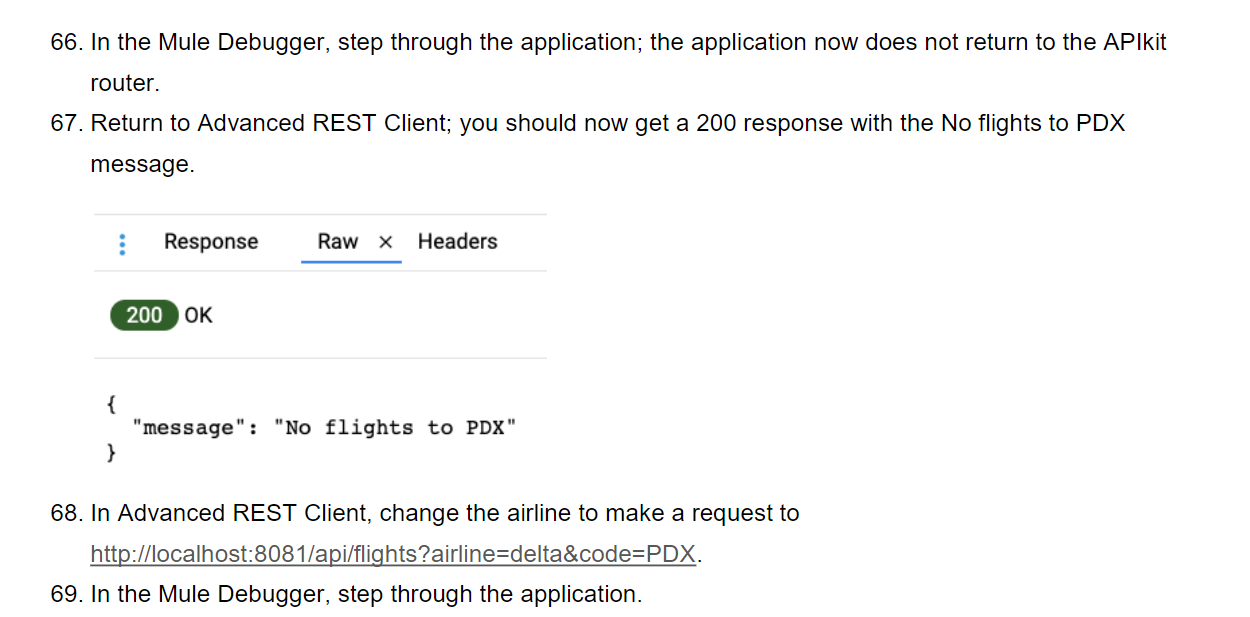 66. In the Mule Debugger, step through the application; the application now does not return to the APIkit
router.
67. Return to Advanced REST Client; you should now get a 200 response with the No flights to PDX
message.
Response Raw × Headers
200 OK
{
"message": "No flights to PDX"
}
68. In Advanced REST Client, change the airline to make a request to
http://localhost:8081/api/flights?airline=delta&code=PDX.
69. In the Mule Debugger, step through the application.